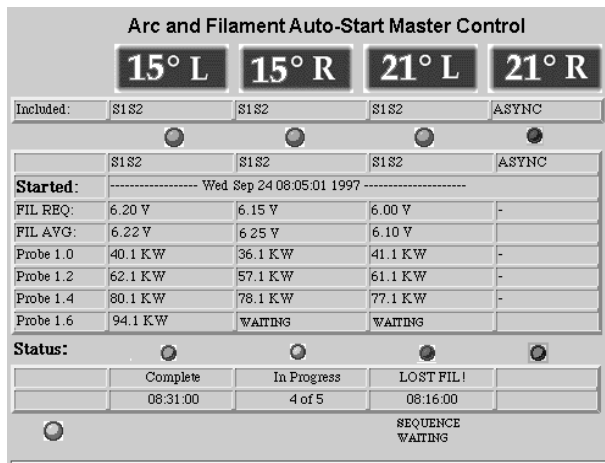 Arc and Filament Auto-Start Master Control
15° L 15° R 21° L 21° R
Included: S1S2 S1S2 S1S2 ASYNC
S1S2 S1S2 S1S2 ASYNC
Started: ------------------ Wed Sep 24 08:05:01 1997 ---------------------
FIL REQ: 6.20 V 6.15 V 6.00 V -
FIL AVG: 6.22 V 6.25 V 6.10 V
Probe 1.0 40.1 KW 36.1 KW 41.1 KW -
Probe 1.2 62.1 KW 57.1 KW 61.1 KW -
Probe 1.4 80.1 KW 78.1 KW 77.1 KW -
Probe 1.6 94.1 KW WAITING WAITING
Status:
Complete In Progress LOST FIL!
08:31:00 4 of 5 08:16:00
SEQUENCE
WAITING